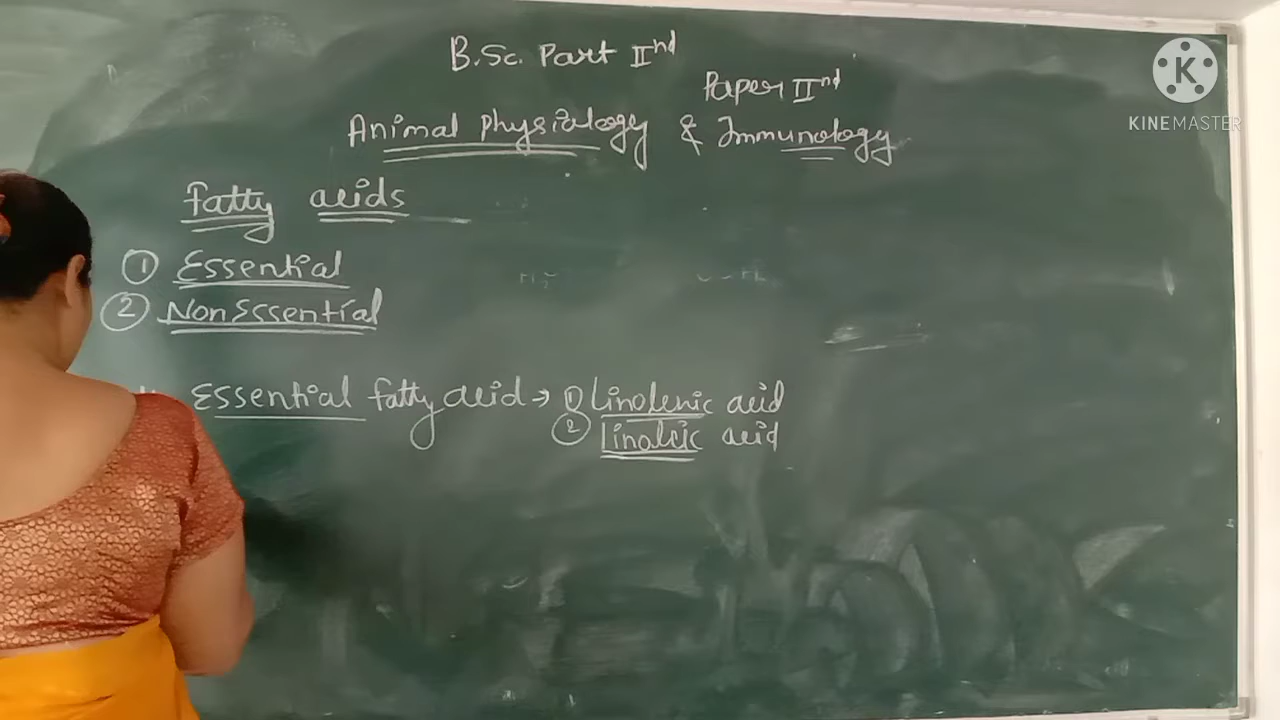 B.Sc. Part IInd
Paper IInd
Animal Physiology & Immunology
Fatty acids
① Essential
② NonEssential
Essential fatty acid → ① Linolenic acid
② Linoleic acid
K
KINEMASTER